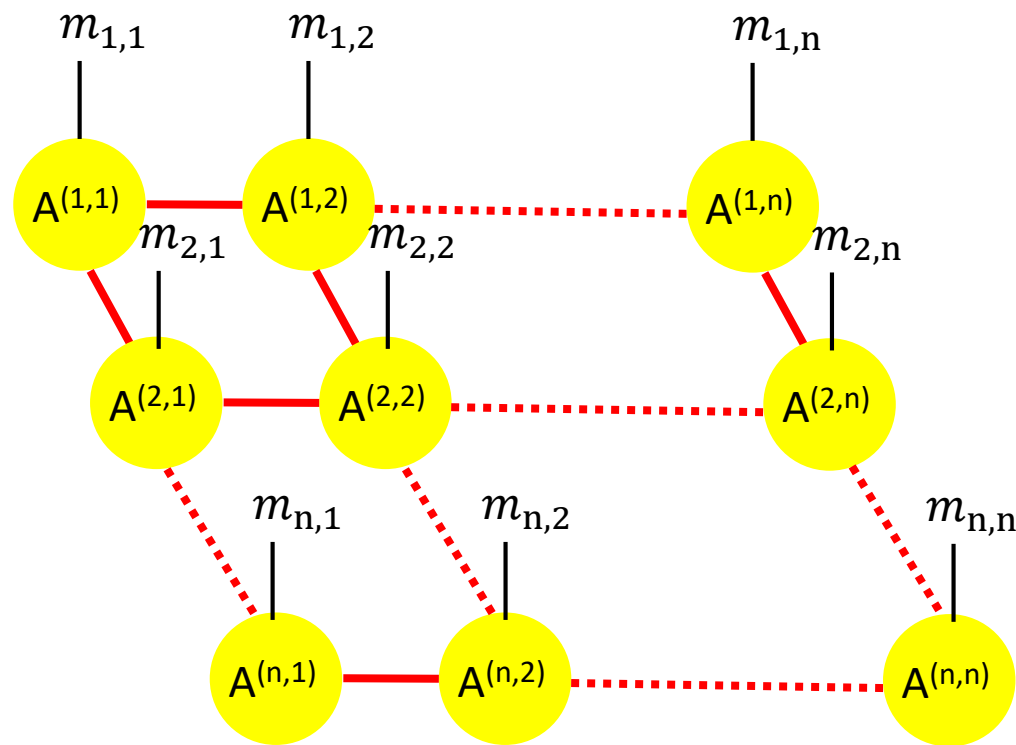 m₁,₁ m₁,₂ m₁,ₙ
A⁽¹,¹⁾ A⁽¹,²⁾ A⁽¹,ⁿ⁾
m₂,₁ m₂,₂ m₂,ₙ
A⁽²,¹⁾ A⁽²,²⁾ A⁽²,ⁿ⁾
mₙ,₁ mₙ,₂ mₙ,ₙ
A⁽ⁿ,¹⁾ A⁽ⁿ,²⁾ A⁽ⁿ,ⁿ⁾